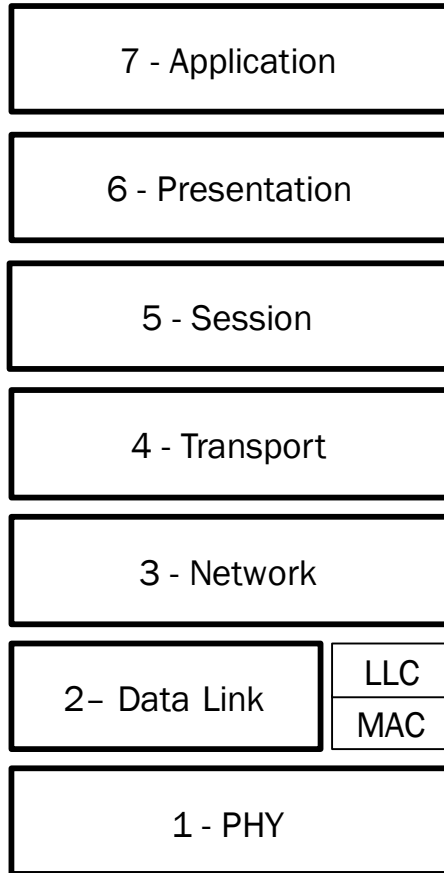 7 - Application
6 - Presentation
5 - Session
4 - Transport
3 - Network
2– Data Link
LLC
MAC
1 - PHY